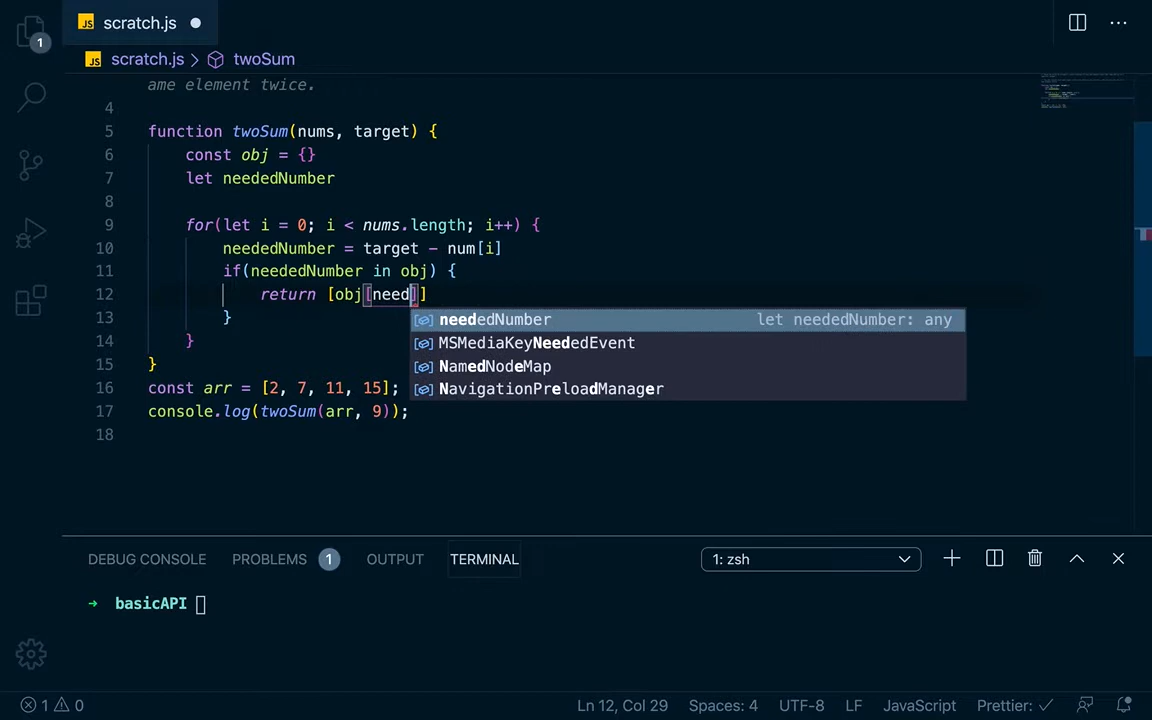 JS scratch.js
1
JS scratch.js > twoSum
ame element twice.
4
5 function twoSum(nums, target) {
6 const obj = {}
7 let neededNumber
8
9 for(let i = 0; i < nums.length; i++) {
10 neededNumber = target - num[i]
11 if(neededNumber in obj) {
12 return [obj[need]]
13 }
neededNumber let neededNumber: any
14 }
MSMediaKeyNeededEvent
15 }
NamedNodeMap
16 const arr = [2, 7, 11, 15];
NavigationPreloadManager
17 console.log(twoSum(arr, 9));
18
DEBUG CONSOLE PROBLEMS 1 OUTPUT TERMINAL 1: zsh
→ basicAPI
1 0 Ln 12, Col 29 Spaces: 4 UTF-8 LF JavaScript Prettier: ✓